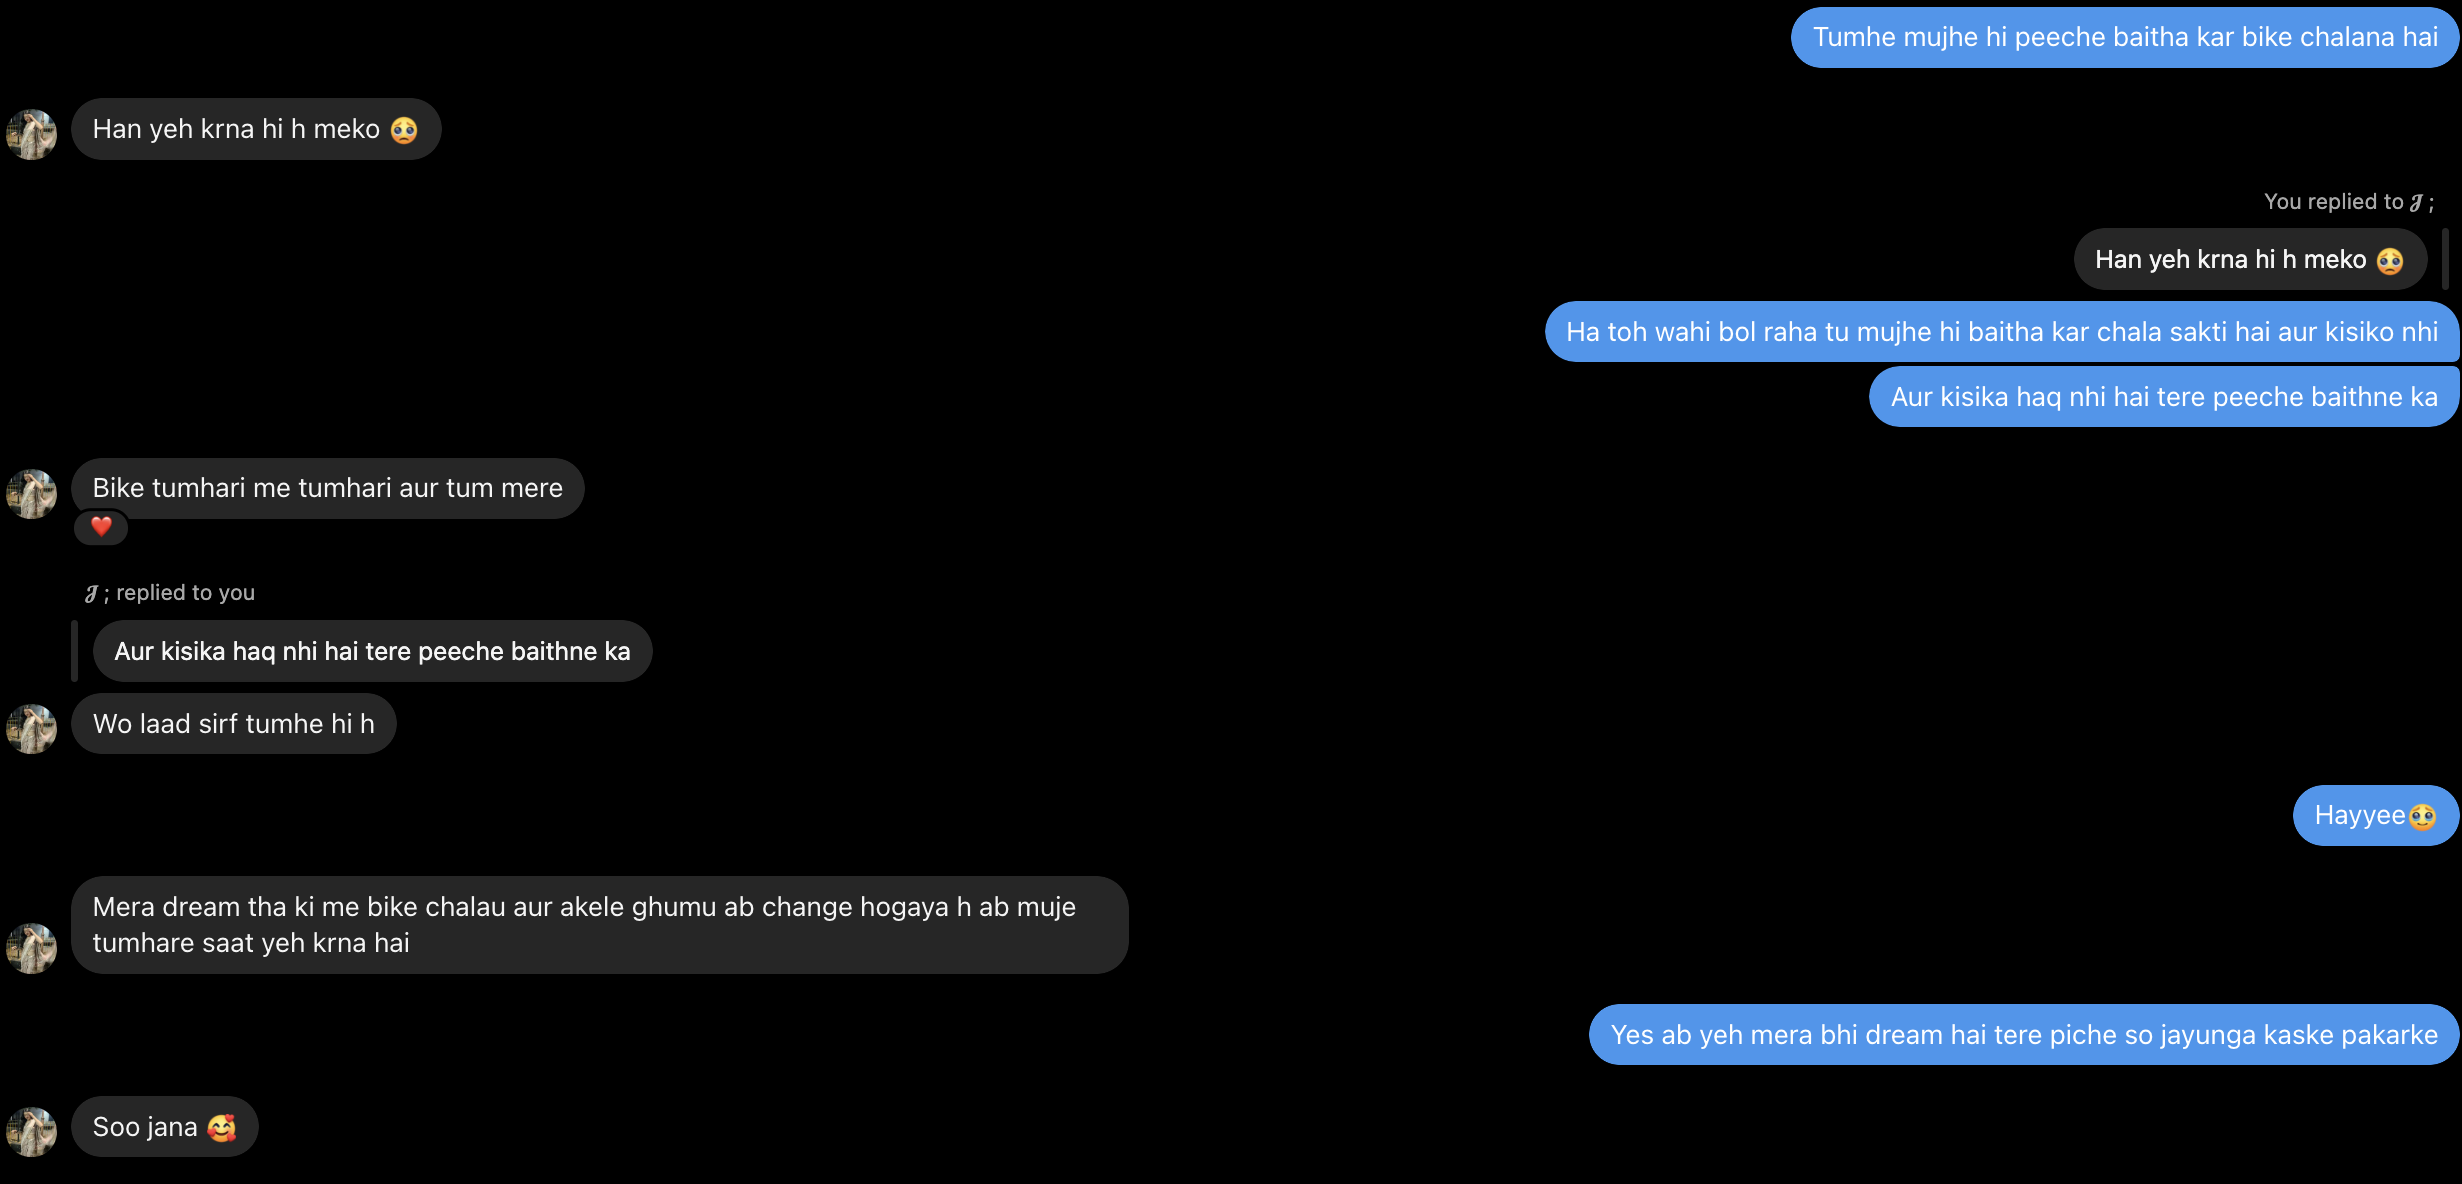 Tumhe mujhe hi peeche baitha kar bike chalana hai
Han yeh krna hi h meko 🥺
You replied to 𝒥 ;
Han yeh krna hi h meko 🥺
Ha toh wahi bol raha tu mujhe hi baitha kar chala sakti hai aur kisiko nhi
Aur kisika haq nhi hai tere peeche baithne ka
Bike tumhari me tumhari aur tum mere
❤️
𝒥 ; replied to you
Aur kisika haq nhi hai tere peeche baithne ka
Wo laad sirf tumhe hi h
Hayyee🥹
Mera dream tha ki me bike chalau aur akele ghumu ab change hogaya h ab muje
tumhare saat yeh krna hai
Yes ab yeh mera bhi dream hai tere piche so jayunga kaske pakarke
Soo jana 🥰